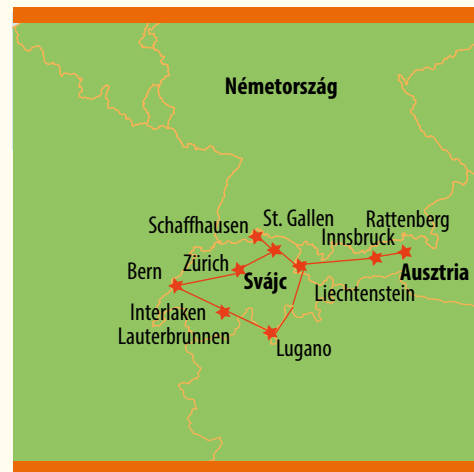 Németország
St. Gallen
Schaffhausen
Rattenberg
Innsbruck
Zürich
Bern
Svájc
Ausztria
Liechtenstein
Interlaken
Lauterbrunnen
Lugano